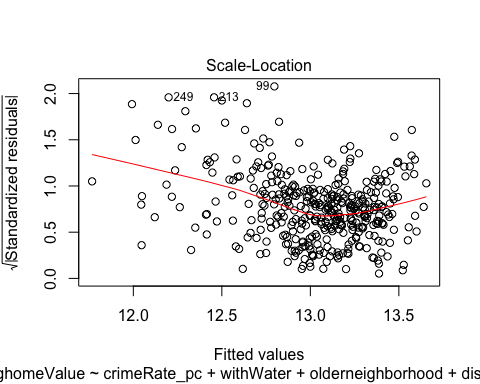 Scale-Location
√|Standardized residuals|
0.0 0.5 1.0 1.5 2.0
99
249 213
12.0 12.5 13.0 13.5
Fitted values
ghomeValue ~ crimeRate_pc + withWater + olderneighborhood + dis